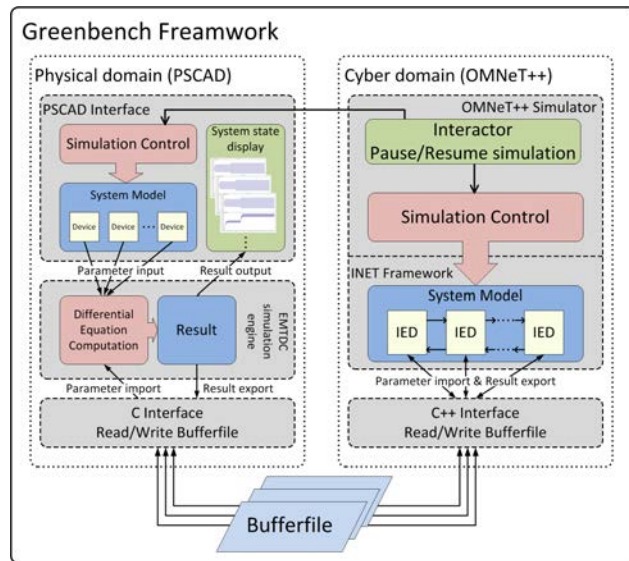 Greenbench Freamwork
Physical domain (PSCAD)
PSCAD Interface
Simulation Control
System state
display
System Model
Device
Device
Device
Parameter input
Result output
Differential
Equation
Computation
Result
EMTDC
simulation
engine
Parameter import
Result export
C Interface
Read/Write Bufferfile
Cyber domain (OMNeT++)
OMNeT++ Simulator
Interactor
Pause/Resume simulation
Simulation Control
INET Framework
System Model
IED
IED
IED
Parameter import & Result export
C++ Interface
Read/Write Bufferfile
Bufferfile